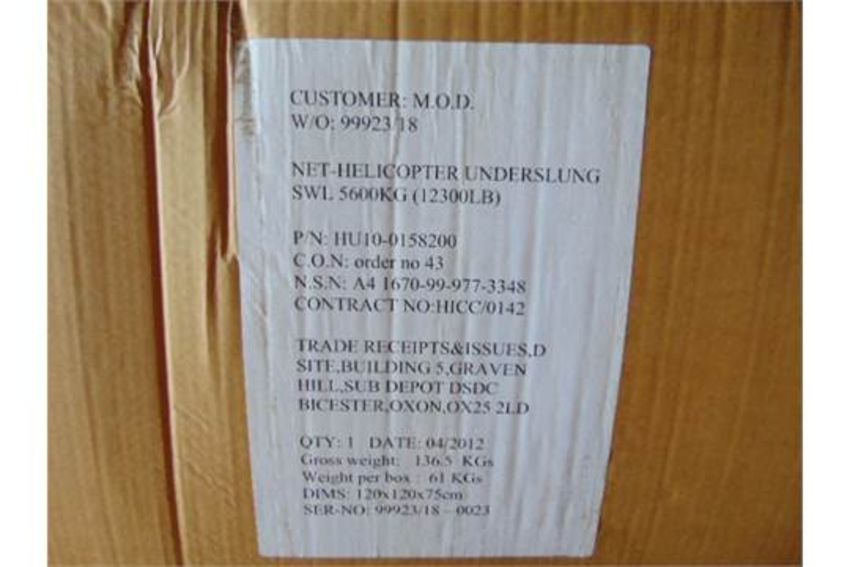 CUSTOMER: M.O.D.
W/O: 99923/18
NET-HELICOPTER UNDERSLUNG
SWL 5600KG (12300LB)
P/N: HU10-0158200
C.O.N: order no 43
N.S.N: A4 1670-99-977-3348
CONTRACT NO:HICC/0142
TRADE RECEIPTS&ISSUES,D
SITE,BUILDING 5,GRAVEN
HILL,SUB DEPOT DSDC
BICESTER,OXON,OX25 2LD
QTY: 1 DATE: 04/2012
Gross weight: 136.5 KGs
Weight per box : 61 KGs
DIMS: 120x120x75cm
SER-NO: 99923/18 - 0023